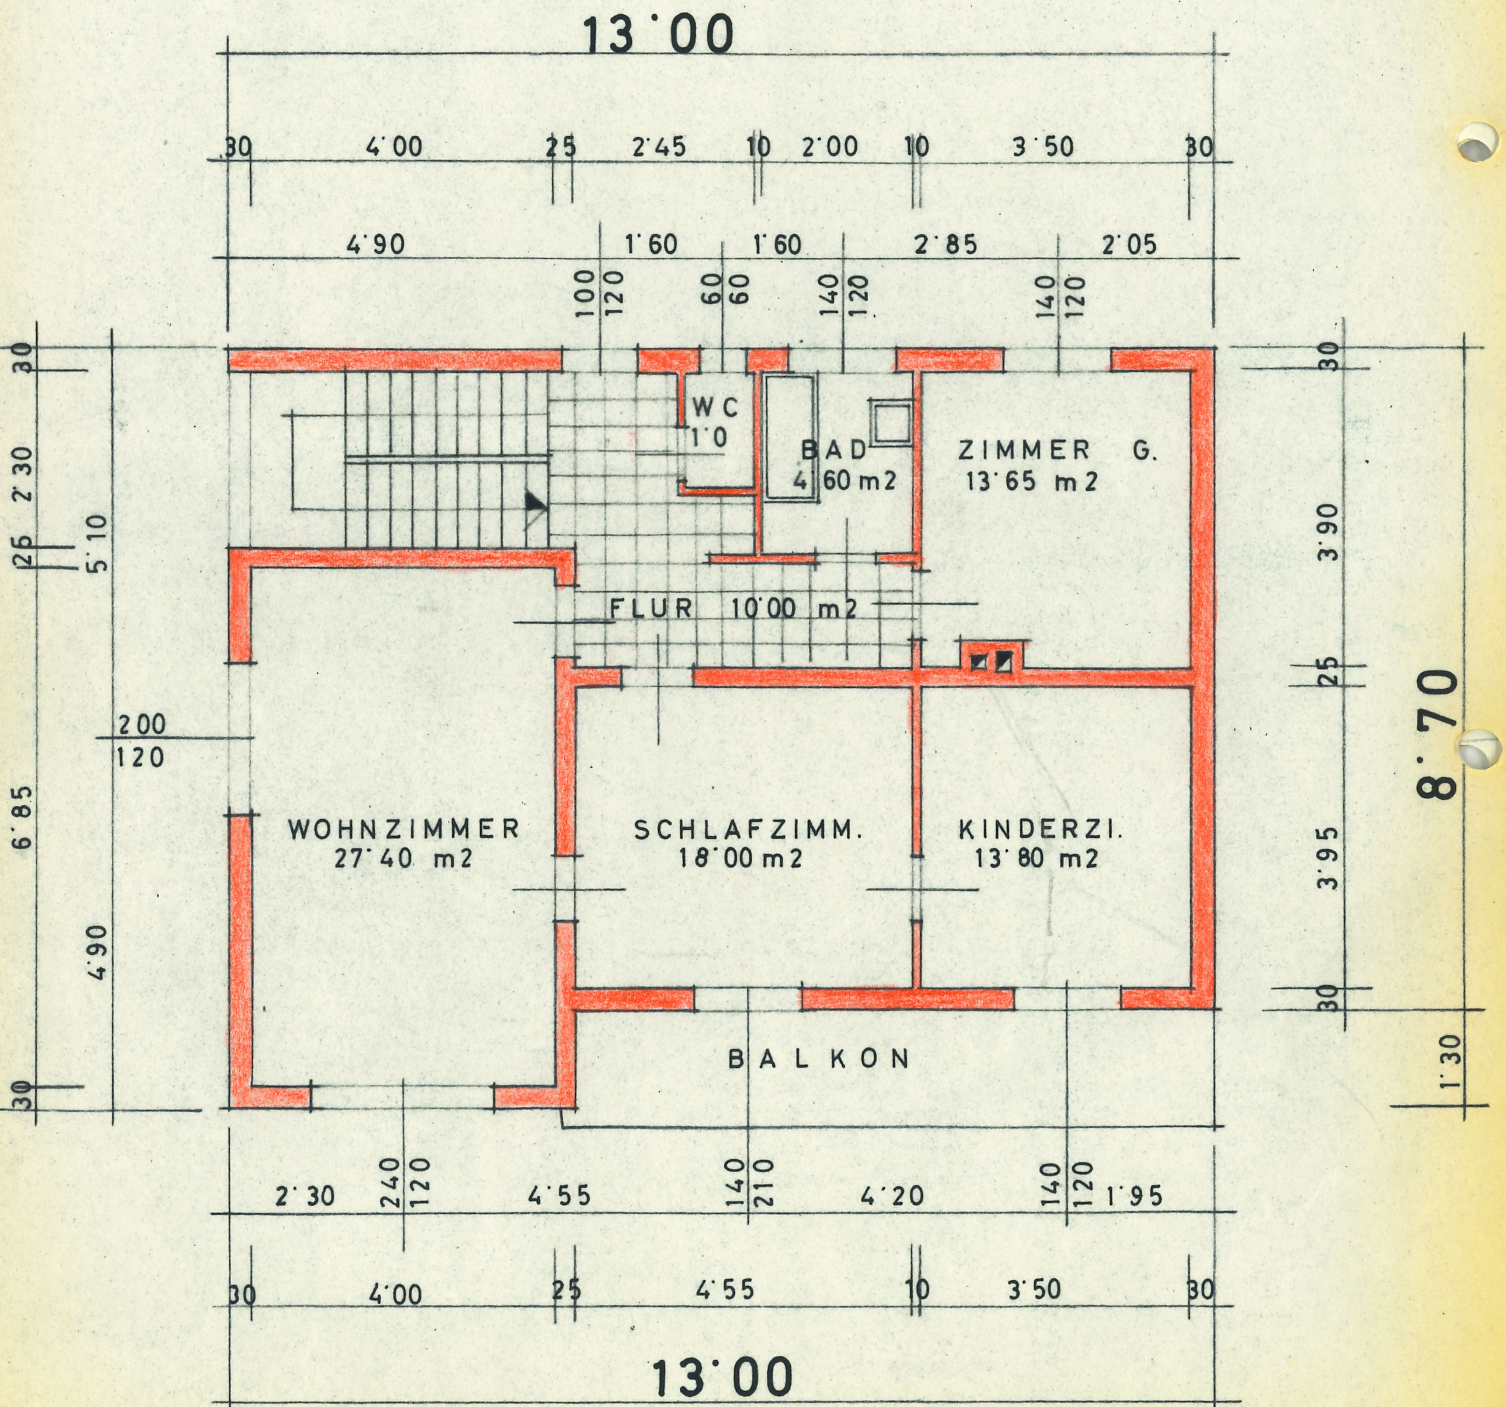 13˙00
30 4˙00 25 2˙45 10 2˙00 10 3˙50 30
4˙90 1˙60 1˙60 2˙85 2˙05
100 120 60 60 140 120 140 120
30
2˙30
25
6˙85
30
5˙10
4˙90
200
120
WC
1˙0
BAD
4˙60 m2
ZIMMER G.
13˙65 m2
FLUR 10˙00 m2
WOHNZIMMER
27˙40 m2
SCHLAFZIMM.
18˙00 m2
KINDERZI.
13˙80 m2
BALKON
30
3˙90
25
3˙95
30
8˙70
1˙30
2˙30 240 120 4˙55 140 210 4˙20 140 120 1˙95
30 4˙00 25 4˙55 10 3˙50 30
13˙00